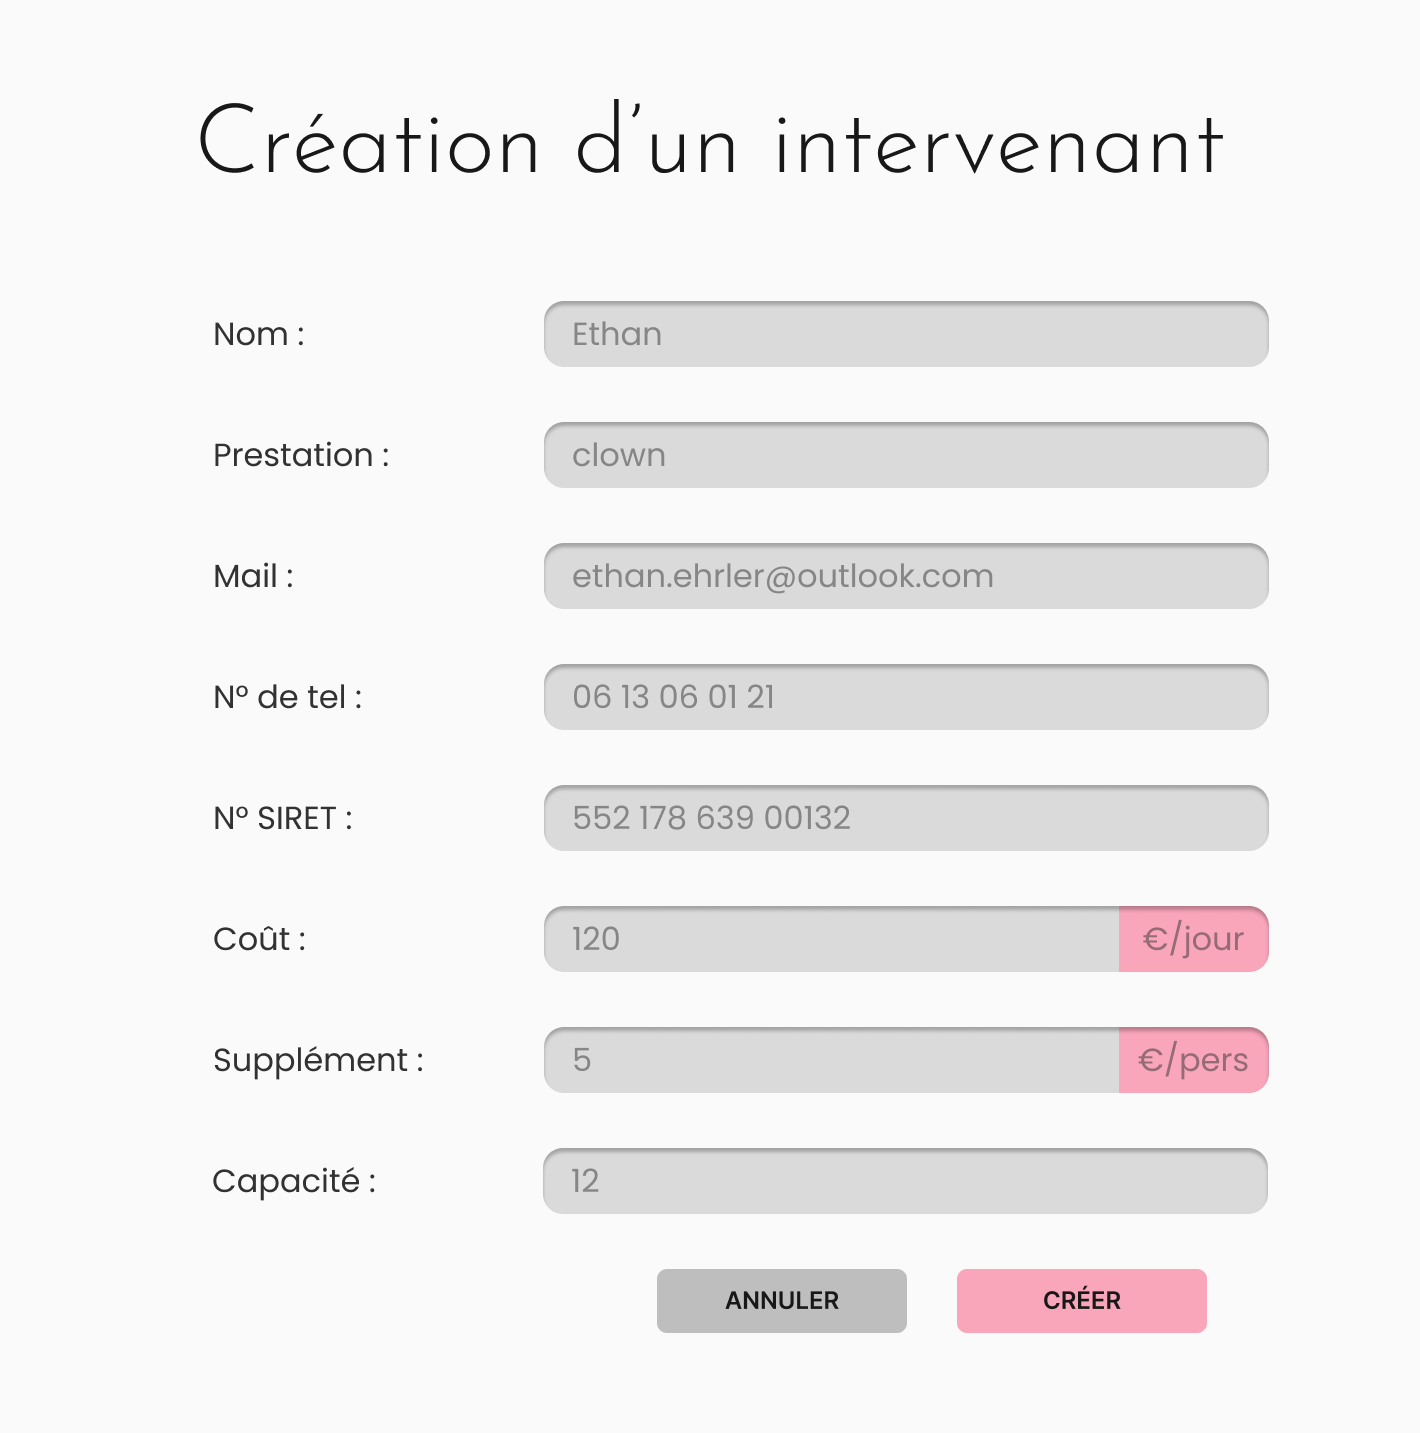 Création d’un intervenant
Nom : Ethan
Prestation : clown
Mail : ethan.ehrler@outlook.com
N° de tel : 06 13 06 01 21
N° SIRET : 552 178 639 00132
Coût : 120 €/jour
Supplément : 5 €/pers
Capacité : 12
ANNULER CRÉER